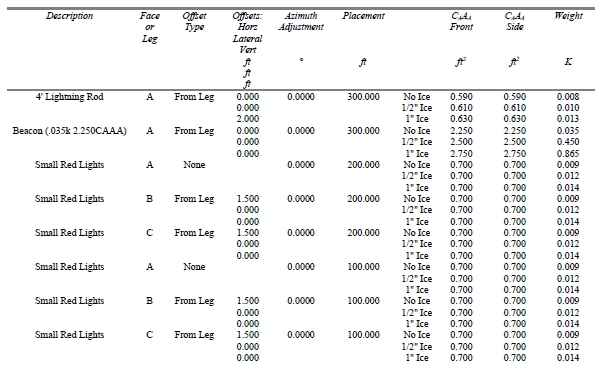 Description Face Offset Offsets: Azimuth Placement CAAA CAAA Weight
or Type Horz Adjustment Front Side
Leg Lateral
Vert
ft ° ft ft² ft² K
ft
ft
4' Lightning Rod A From Leg 0.000 0.0000 300.000 No Ice 0.590 0.590 0.008
0.000 1/2" Ice 0.610 0.610 0.010
2.000 1" Ice 0.630 0.630 0.013
Beacon (.035k 2.250CAAA) A From Leg 0.000 0.0000 300.000 No Ice 2.250 2.250 0.035
0.000 1/2" Ice 2.500 2.500 0.450
0.000 1" Ice 2.750 2.750 0.865
Small Red Lights A None 0.0000 200.000 No Ice 0.700 0.700 0.009
1/2" Ice 0.700 0.700 0.012
1" Ice 0.700 0.700 0.014
Small Red Lights B From Leg 1.500 0.0000 200.000 No Ice 0.700 0.700 0.009
0.000 1/2" Ice 0.700 0.700 0.012
0.000 1" Ice 0.700 0.700 0.014
Small Red Lights C From Leg 1.500 0.0000 200.000 No Ice 0.700 0.700 0.009
0.000 1/2" Ice 0.700 0.700 0.012
0.000 1" Ice 0.700 0.700 0.014
Small Red Lights A None 0.0000 100.000 No Ice 0.700 0.700 0.009
1/2" Ice 0.700 0.700 0.012
1" Ice 0.700 0.700 0.014
Small Red Lights B From Leg 1.500 0.0000 100.000 No Ice 0.700 0.700 0.009
0.000 1/2" Ice 0.700 0.700 0.012
0.000 1" Ice 0.700 0.700 0.014
Small Red Lights C From Leg 1.500 0.0000 100.000 No Ice 0.700 0.700 0.009
0.000 1/2" Ice 0.700 0.700 0.012
0.000 1" Ice 0.700 0.700 0.014